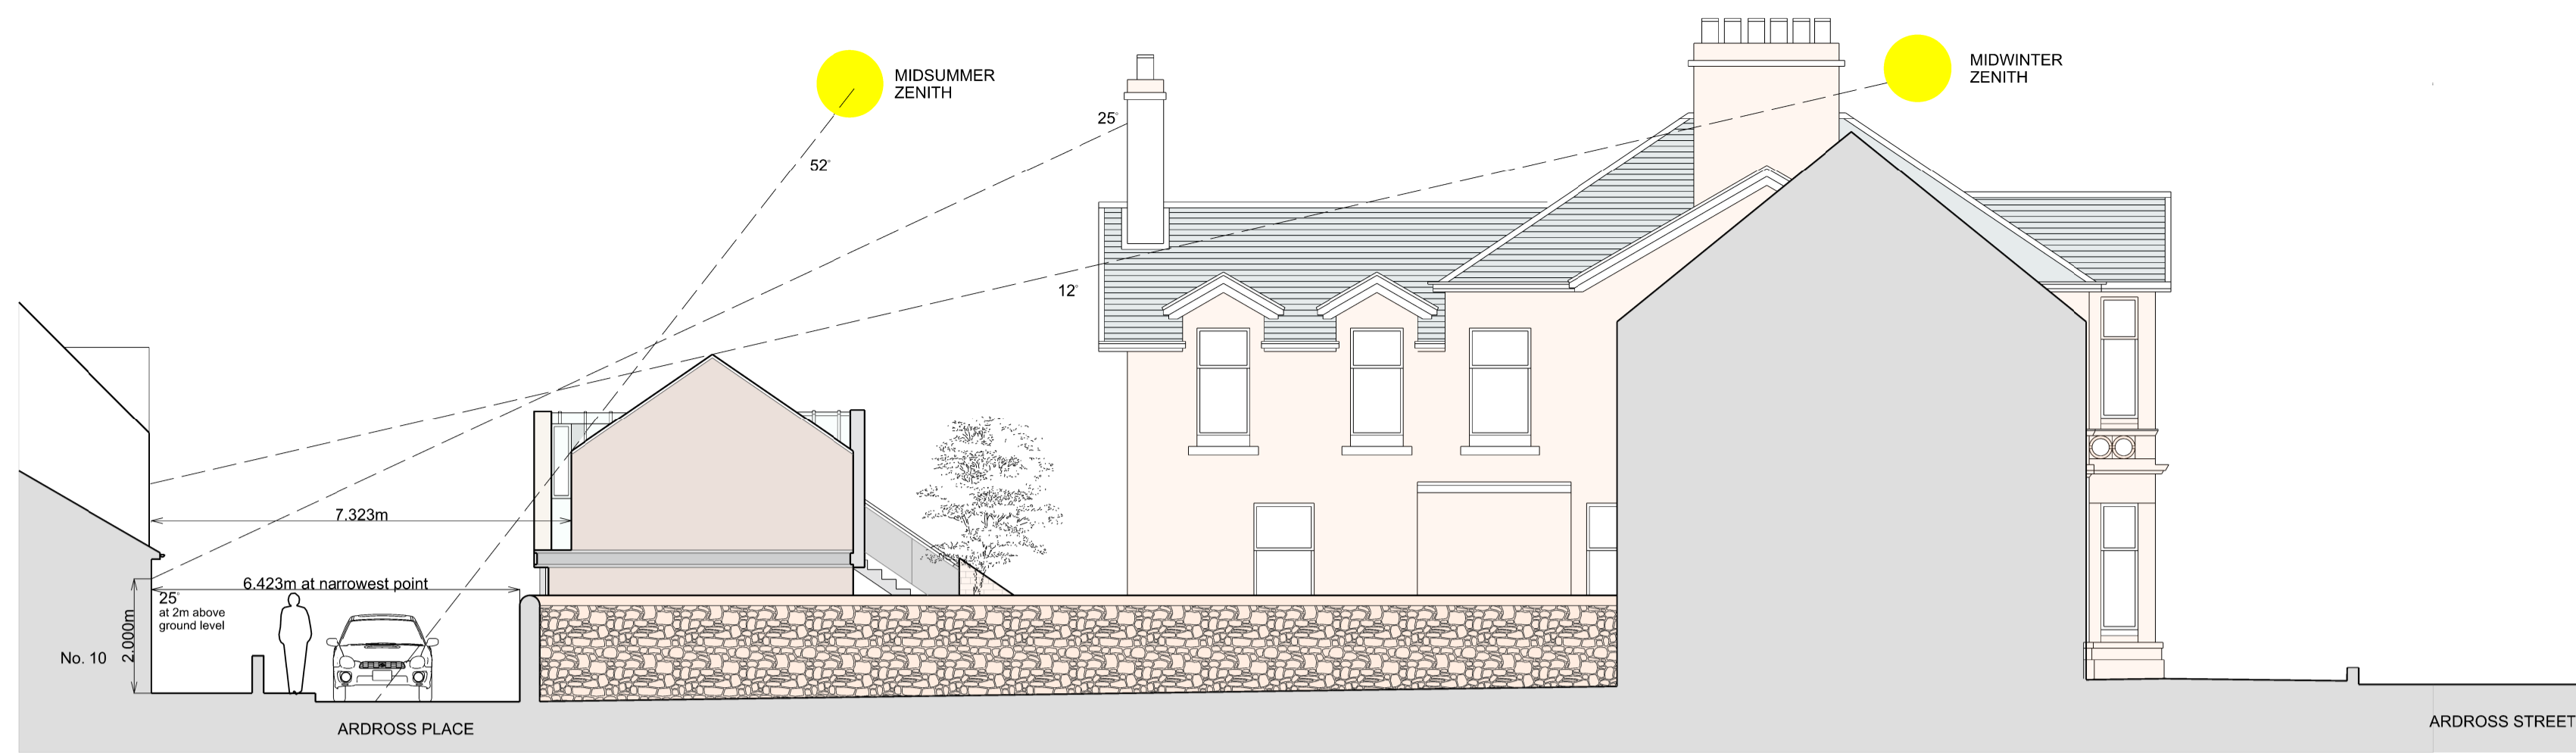 MIDSUMMER
ZENITH
MIDWINTER
ZENITH
25°
52°
12°
7.323m
6.423m at narrowest point
25°
at 2m above
ground level
2.000m
No. 10
ARDROSS PLACE
ARDROSS STREET